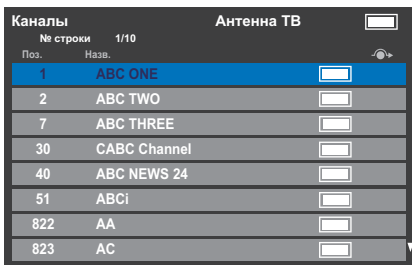 Каналы Антенна ТВ
№ строки 1/10
Поз. Назв.
1 ABC ONE
2 ABC TWO
7 ABC THREE
30 CABC Channel
40 ABC NEWS 24
51 ABCi
822 AA
823 AC